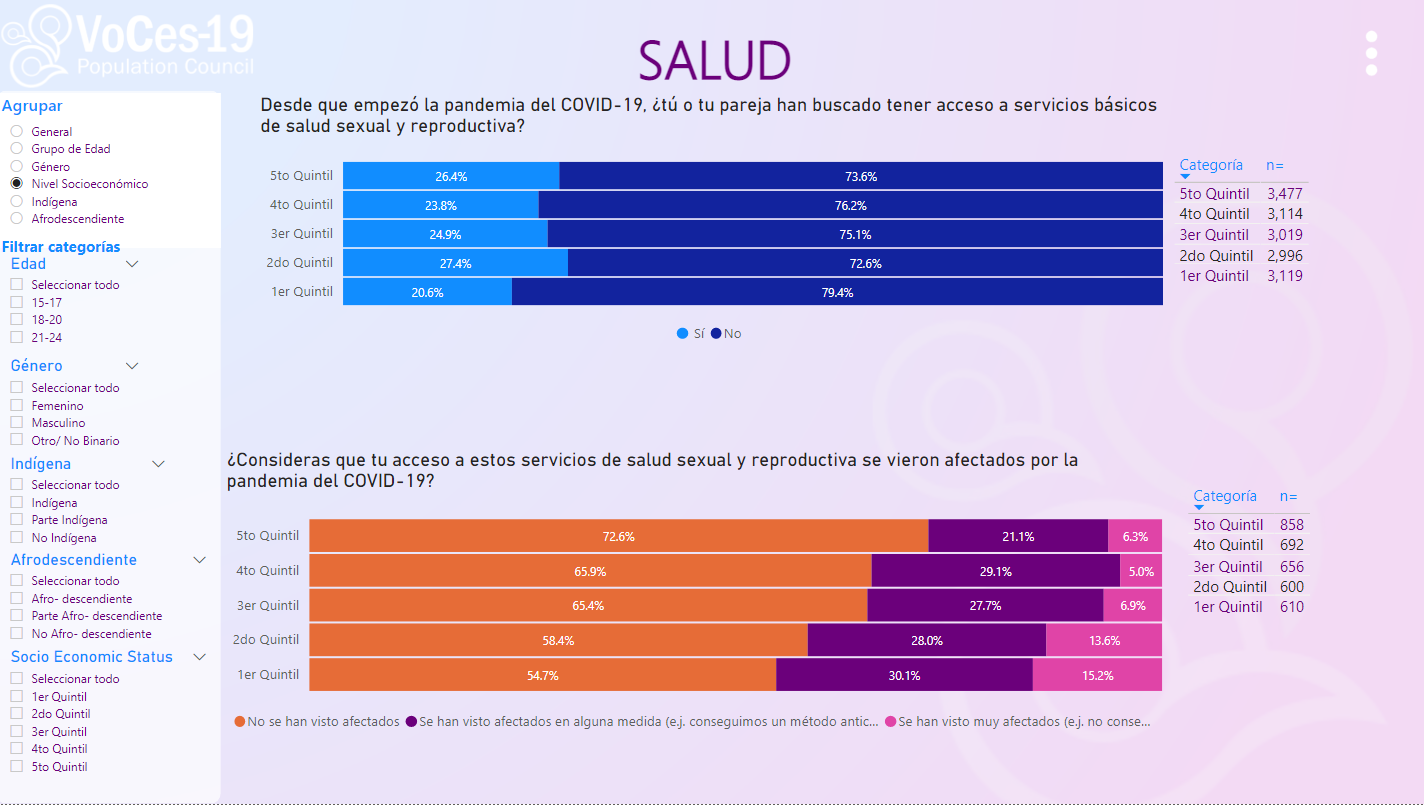 VoCes-19
Population Council
SALUD
Agrupar
General
Grupo de Edad
Género
Nivel Socioeconómico
Indígena
Afrodescendiente
Filtrar categorías
Edad
Seleccionar todo
15-17
18-20
21-24
Género
Seleccionar todo
Femenino
Masculino
Otro/ No Binario
Indígena
Seleccionar todo
Indígena
Parte Indígena
No Indígena
Afrodescendiente
Seleccionar todo
Afro- descendiente
Parte Afro- descendiente
No Afro- descendiente
Socio Economic Status
Seleccionar todo
1er Quintil
2do Quintil
3er Quintil
4to Quintil
5to Quintil
Desde que empezó la pandemia del COVID-19, ¿tú o tu pareja han buscado tener acceso a servicios básicos
de salud sexual y reproductiva?
5to Quintil 26.4% 73.6%
4to Quintil 23.8% 76.2%
3er Quintil 24.9% 75.1%
2do Quintil 27.4% 72.6%
1er Quintil 20.6% 79.4%
Sí No
Categoría n=
5to Quintil 3,477
4to Quintil 3,114
3er Quintil 3,019
2do Quintil 2,996
1er Quintil 3,119
¿Consideras que tu acceso a estos servicios de salud sexual y reproductiva se vieron afectados por la
pandemia del COVID-19?
5to Quintil 72.6% 21.1% 6.3%
4to Quintil 65.9% 29.1% 5.0%
3er Quintil 65.4% 27.7% 6.9%
2do Quintil 58.4% 28.0% 13.6%
1er Quintil 54.7% 30.1% 15.2%
No se han visto afectados Se han visto afectados en alguna medida (e.j. conseguimos un método antic... Se han visto muy afectados (e.j. no conse...
Categoría n=
5to Quintil 858
4to Quintil 692
3er Quintil 656
2do Quintil 600
1er Quintil 610